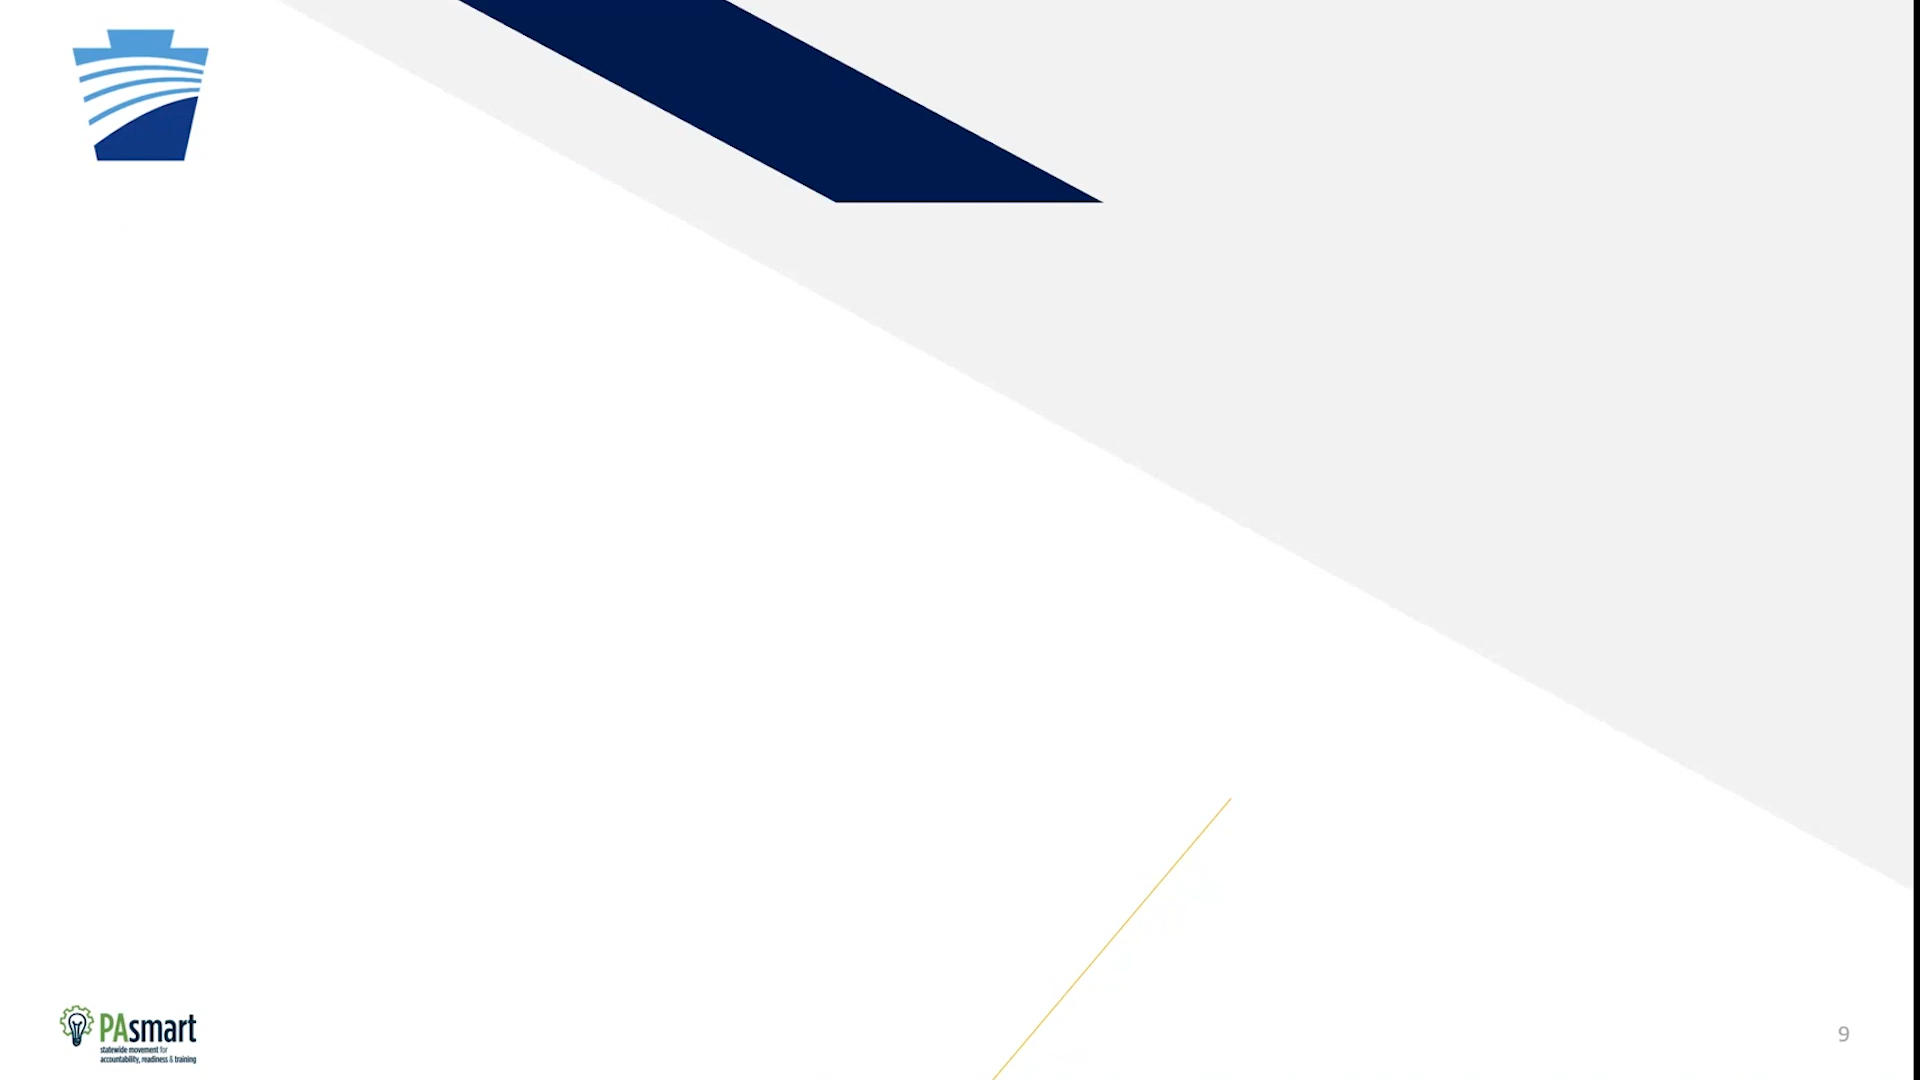 PAsmart
statewide movement for
accountability, readiness & training
9